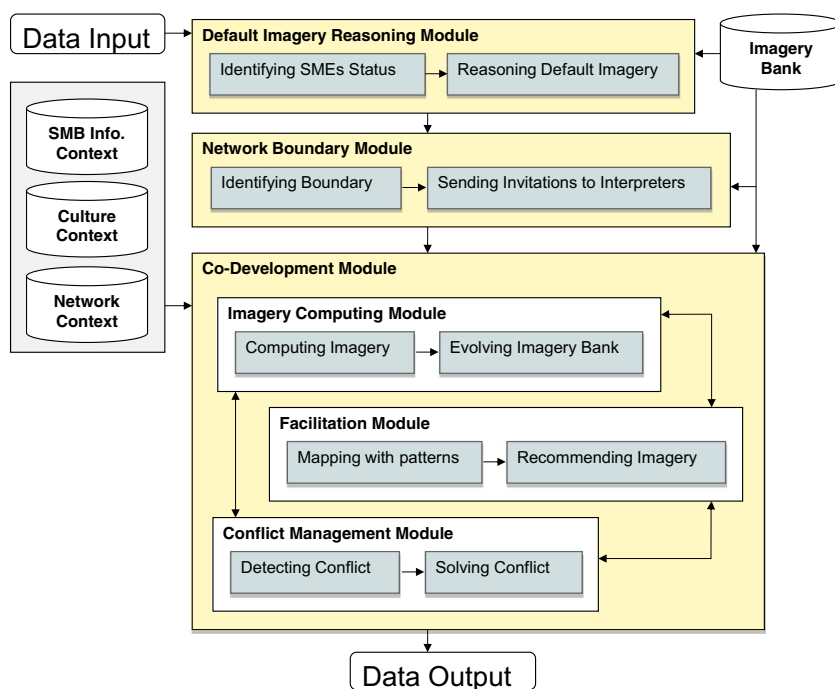 Data Input
Default Imagery Reasoning Module
Identifying SMEs Status
Reasoning Default Imagery
Imagery
Bank
SMB Info.
Context
Culture
Context
Network
Context
Network Boundary Module
Identifying Boundary
Sending Invitations to Interpreters
Co-Development Module
Imagery Computing Module
Computing Imagery
Evolving Imagery Bank
Facilitation Module
Mapping with patterns
Recommending Imagery
Conflict Management Module
Detecting Conflict
Solving Conflict
Data Output